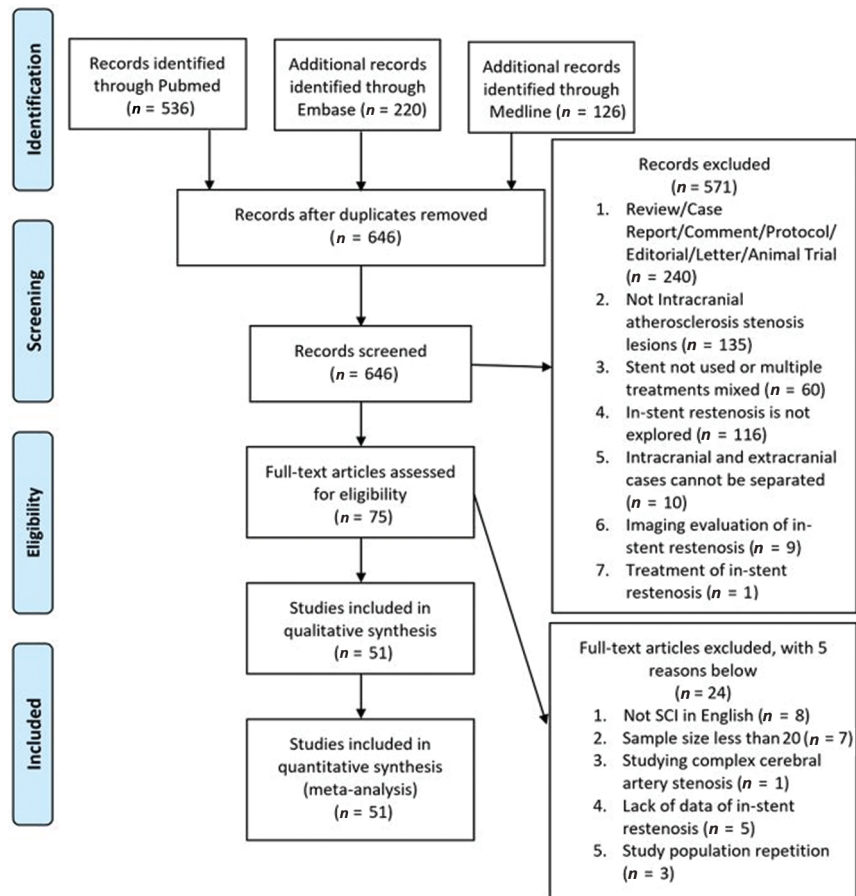 Identification
Records identified
through Pubmed
(n = 536)
Additional records
identified through
Embase (n = 220)
Additional records
identified through
Medline (n = 126)
Records after duplicates removed
(n = 646)
Screening
Records screened
(n = 646)
Records excluded
(n = 571)
1. Review/Case
Report/Comment/Protocol/
Editorial/Letter/Animal Trial
(n = 240)
2. Not Intracranial
atherosclerosis stenosis
lesions (n = 135)
3. Stent not used or multiple
treatments mixed (n = 60)
4. In-stent restenosis is not
explored (n = 116)
5. Intracranial and extracranial
cases cannot be separated
(n = 10)
6. Imaging evaluation of in-
stent restenosis (n = 9)
7. Treatment of in-stent
restenosis (n = 1)
Eligibility
Full-text articles assessed
for eligibility
(n = 75)
Studies included in
qualitative synthesis
(n = 51)
Full-text articles excluded, with 5
reasons below
(n = 24)
1. Not SCI in English (n = 8)
2. Sample size less than 20 (n = 7)
3. Studying complex cerebral
artery stenosis (n = 1)
4. Lack of data of in-stent
restenosis (n = 5)
5. Study population repetition
(n = 3)
Included
Studies included in
quantitative synthesis
(meta-analysis)
(n = 51)